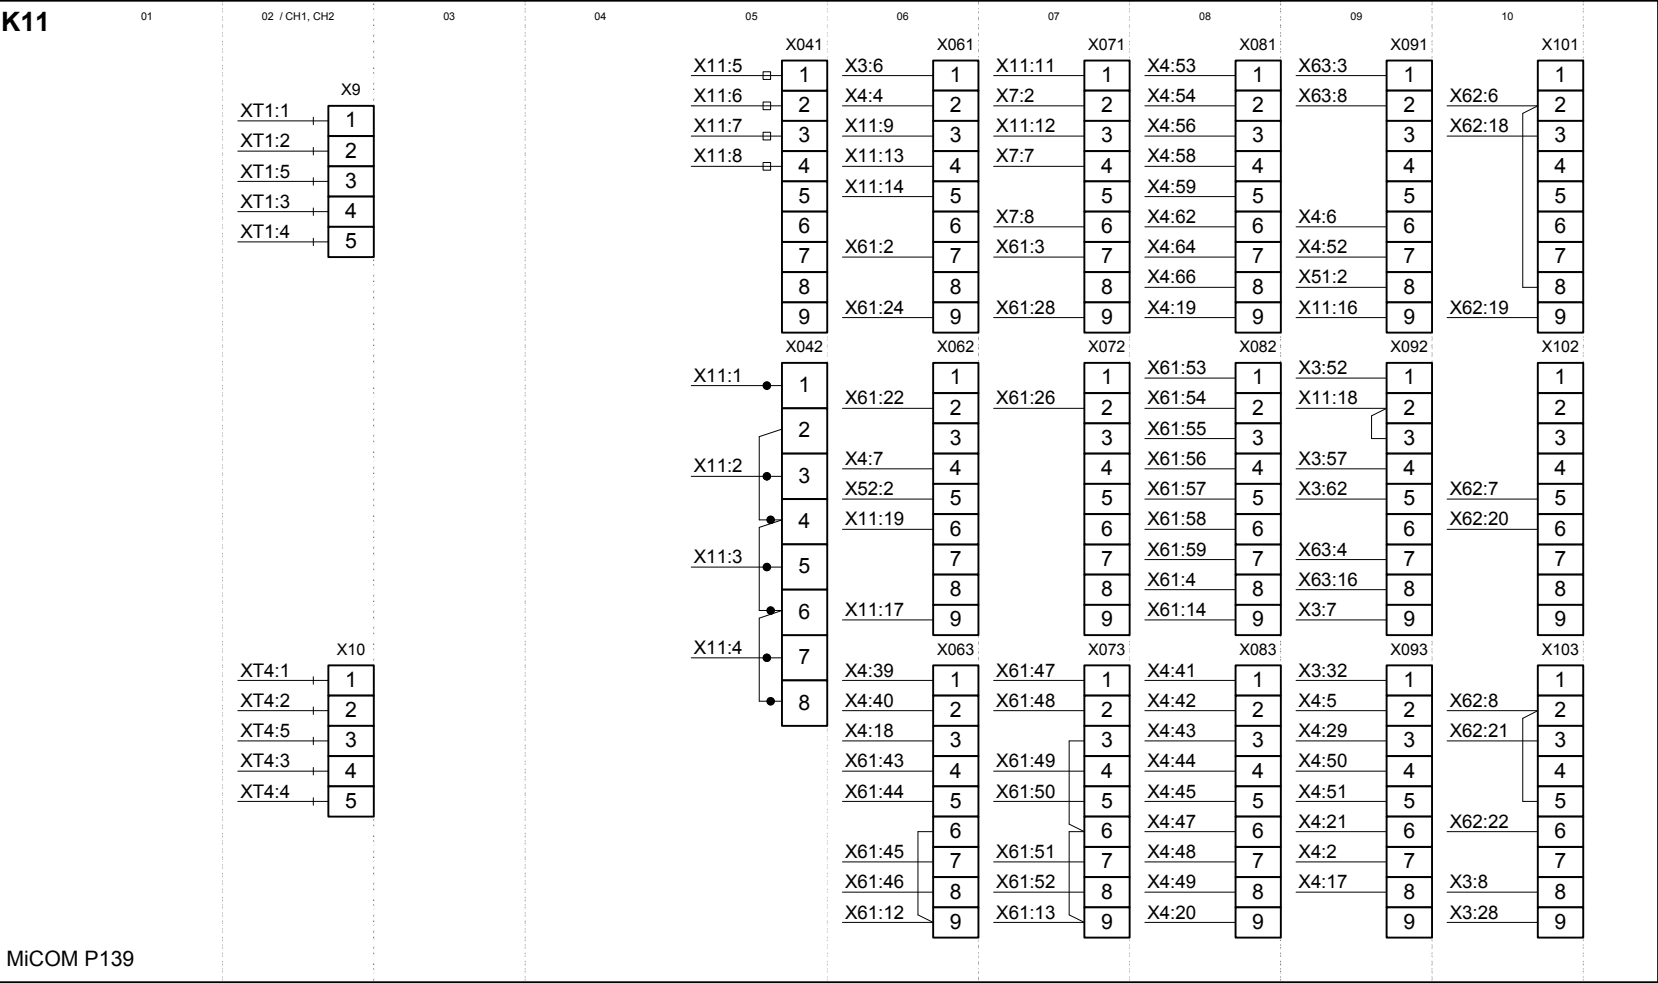 K11
01 02 / CH1, CH2 03 04 05 06 07 08 09 10
X9
XT1:1 1
XT1:2 2
XT1:5 3
XT1:3 4
XT1:4 5
X10
XT4:1 1
XT4:2 2
XT4:5 3
XT4:3 4
XT4:4 5
X041
X11:5 1
X11:6 2
X11:7 3
X11:8 4
5
6
7
8
9
X042
X11:1 1
2
X11:2 3
4
X11:3 5
6
X11:4 7
8
X061
X3:6 1
X4:4 2
X11:9 3
X11:13 4
X11:14 5
6
X61:2 7
8
X61:24 9
X062
1
X61:22 2
3
X4:7 4
X52:2 5
X11:19 6
7
8
X11:17 9
X063
X4:39 1
X4:40 2
X4:18 3
X61:43 4
X61:44 5
6
X61:45 7
X61:46 8
X61:12 9
X071
X11:11 1
X7:2 2
X11:12 3
X7:7 4
5
X7:8 6
X61:3 7
8
X61:28 9
X072
1
X61:26 2
3
4
5
6
7
8
9
X073
X61:47 1
X61:48 2
3
X61:49 4
X61:50 5
6
X61:51 7
X61:52 8
X61:13 9
X081
X4:53 1
X4:54 2
X4:56 3
X4:58 4
X4:59 5
X4:62 6
X4:64 7
X4:66 8
X4:19 9
X082
X61:53 1
X61:54 2
X61:55 3
X61:56 4
X61:57 5
X61:58 6
X61:59 7
X61:4 8
X61:14 9
X083
X4:41 1
X4:42 2
X4:43 3
X4:44 4
X4:45 5
X4:47 6
X4:48 7
X4:49 8
X4:20 9
X091
X63:3 1
X63:8 2
3
4
5
X4:6 6
X4:52 7
X51:2 8
X11:16 9
X092
X3:52 1
X11:18 2
3
X3:57 4
X3:62 5
6
X63:4 7
X63:16 8
X3:7 9
X093
X3:32 1
X4:5 2
X4:29 3
X4:50 4
X4:51 5
X4:21 6
X4:2 7
X4:17 8
9
X101
1
X62:6 2
X62:18 3
4
5
6
7
8
X62:19 9
X102
1
2
3
4
X62:7 5
X62:20 6
7
8
9
X103
1
X62:8 2
X62:21 3
4
5
X62:22 6
7
X3:8 8
X3:28 9
MiCOM P139